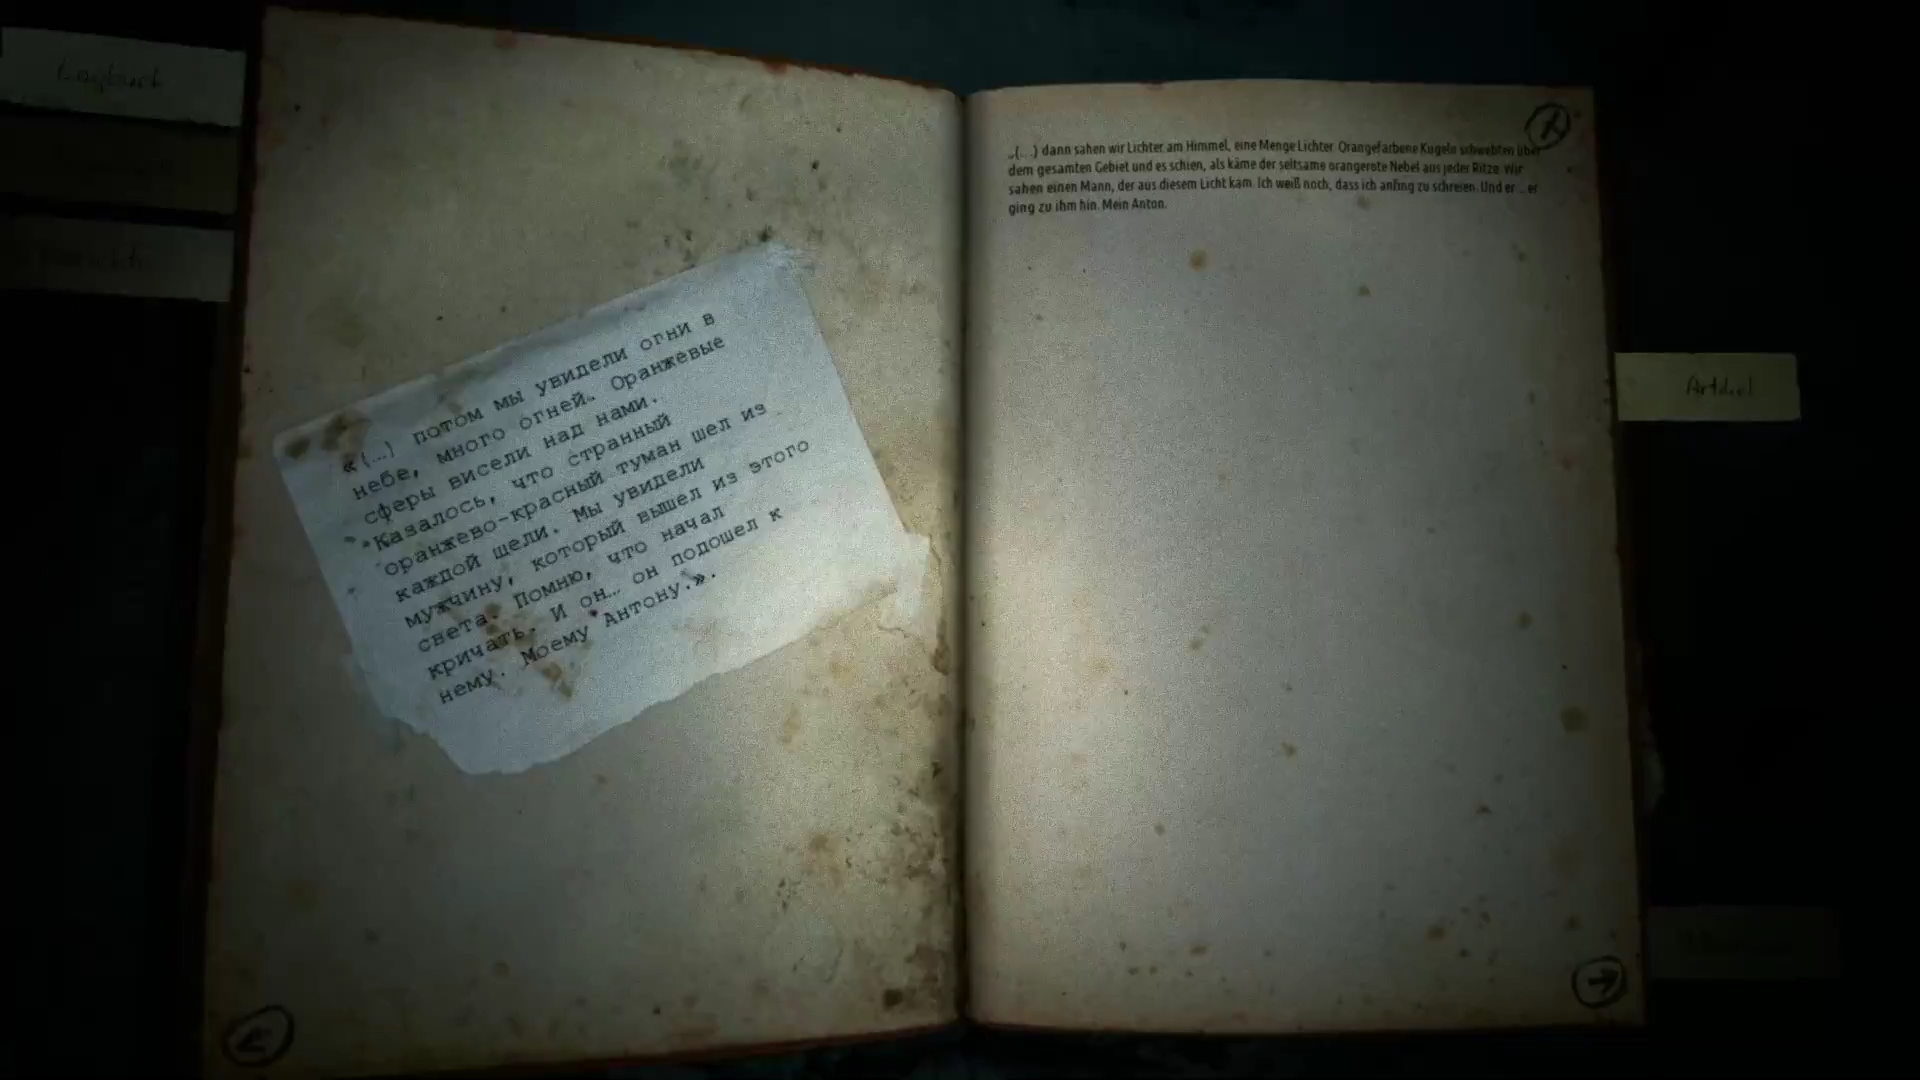 Logbuch
«(…) потом мы увидели огни в
небе, много огней. Оранжевые
сферы висели над нами.
Казалось, что странный
оранжево-красный туман шел из
каждой щели. Мы увидели
мужчину, который вышел из этого
света. Помню, что начал
кричать. И он… он подошел к
нему. Моему Антону.».
„(...) dann sahen wir Lichter am Himmel, eine Menge Lichter. Orangefarbene Kugeln schwebten über
dem gesamten Gebiet und es schien, als käme der seltsame orangerote Nebel aus jeder Ritze. Wir
sahen einen Mann, der aus diesem Licht kam. Ich weiß noch, dass ich anfing zu schreien. Und er ... er
ging zu ihm hin. Mein Anton.
Artikel